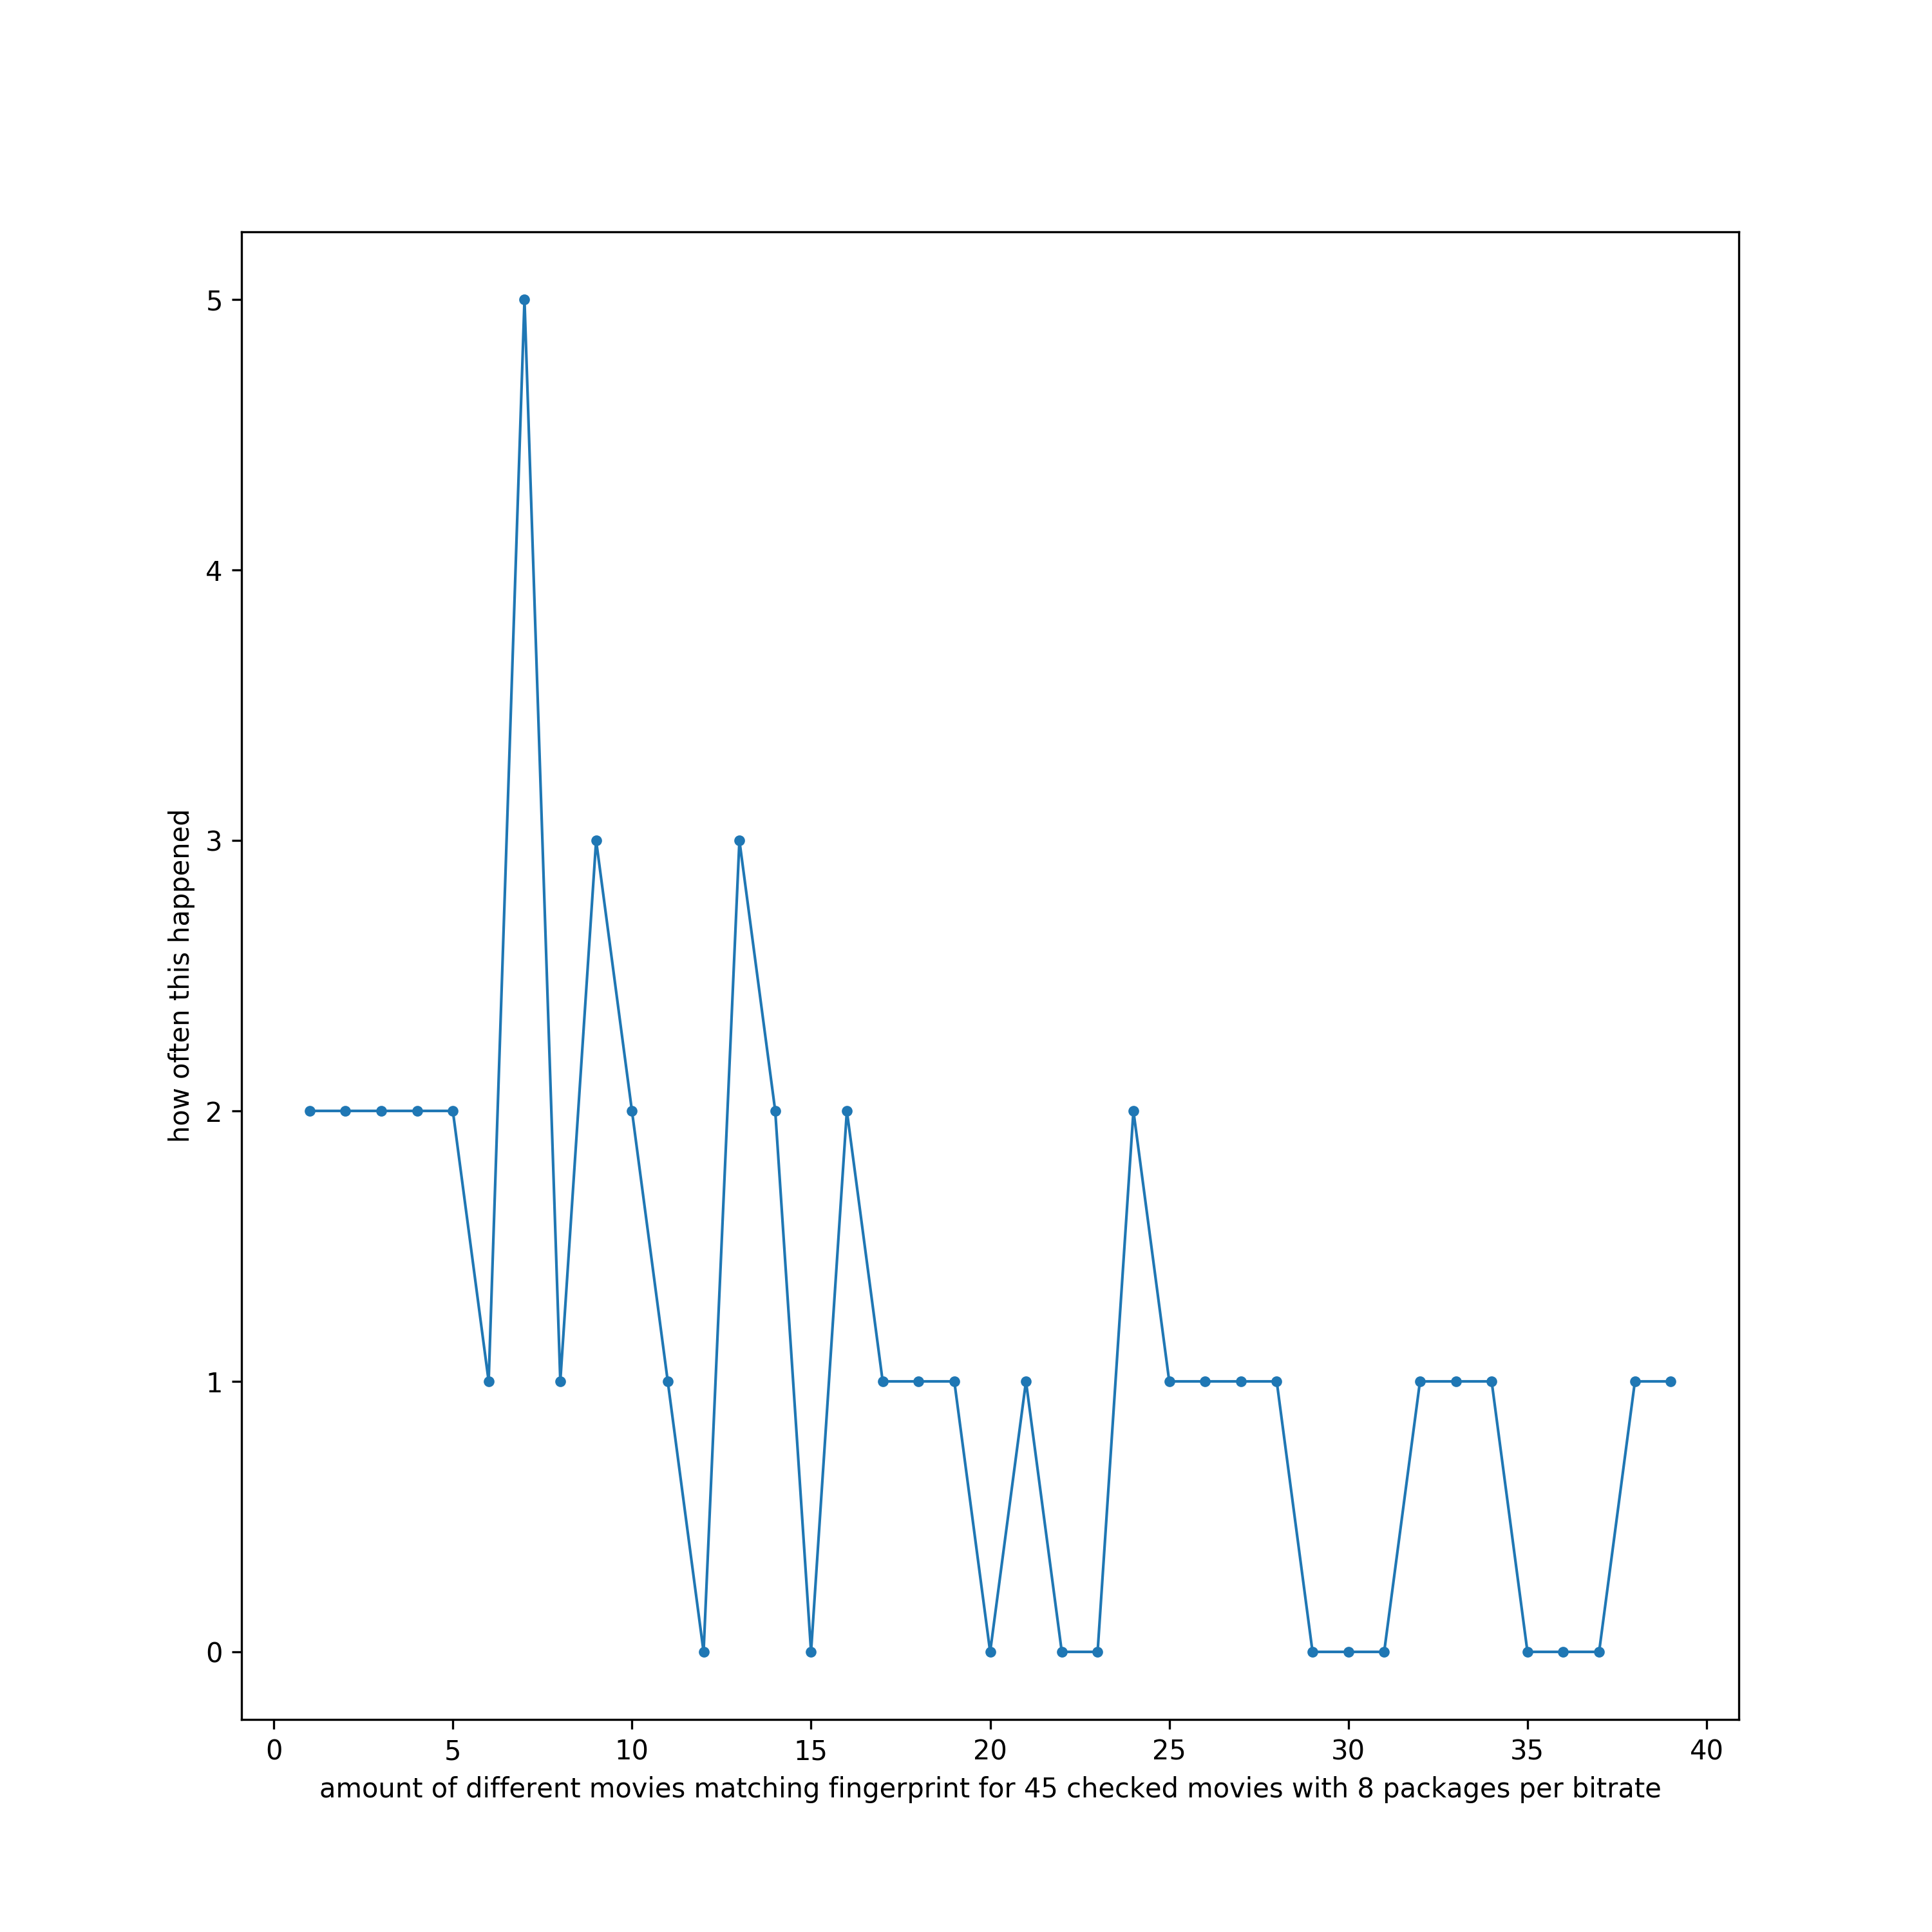 5
4
3
2
1
0
how often this happened
0 5 10 15 20 25 30 35 40
amount of different movies matching fingerprint for 45 checked movies with 8 packages per bitrate